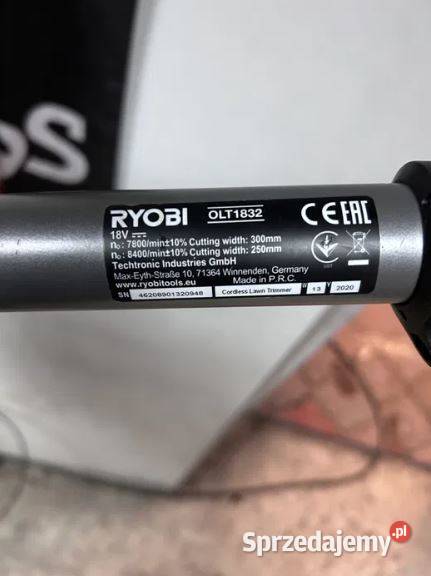 RYOBI OLT1832 CE EAC
18V
n₀: 7800/min±10% Cutting width: 300mm
n₀: 8400/min±10% Cutting width: 250mm
Techtronic Industries GmbH
Max-Eyth-Straße 10, 71364 Winnenden, Germany
www.ryobitools.eu Made in P.R.C.
SN 46206901320948 Cordless Lawn Trimmer W 13 Y 2020
Sprzedajemy.pl